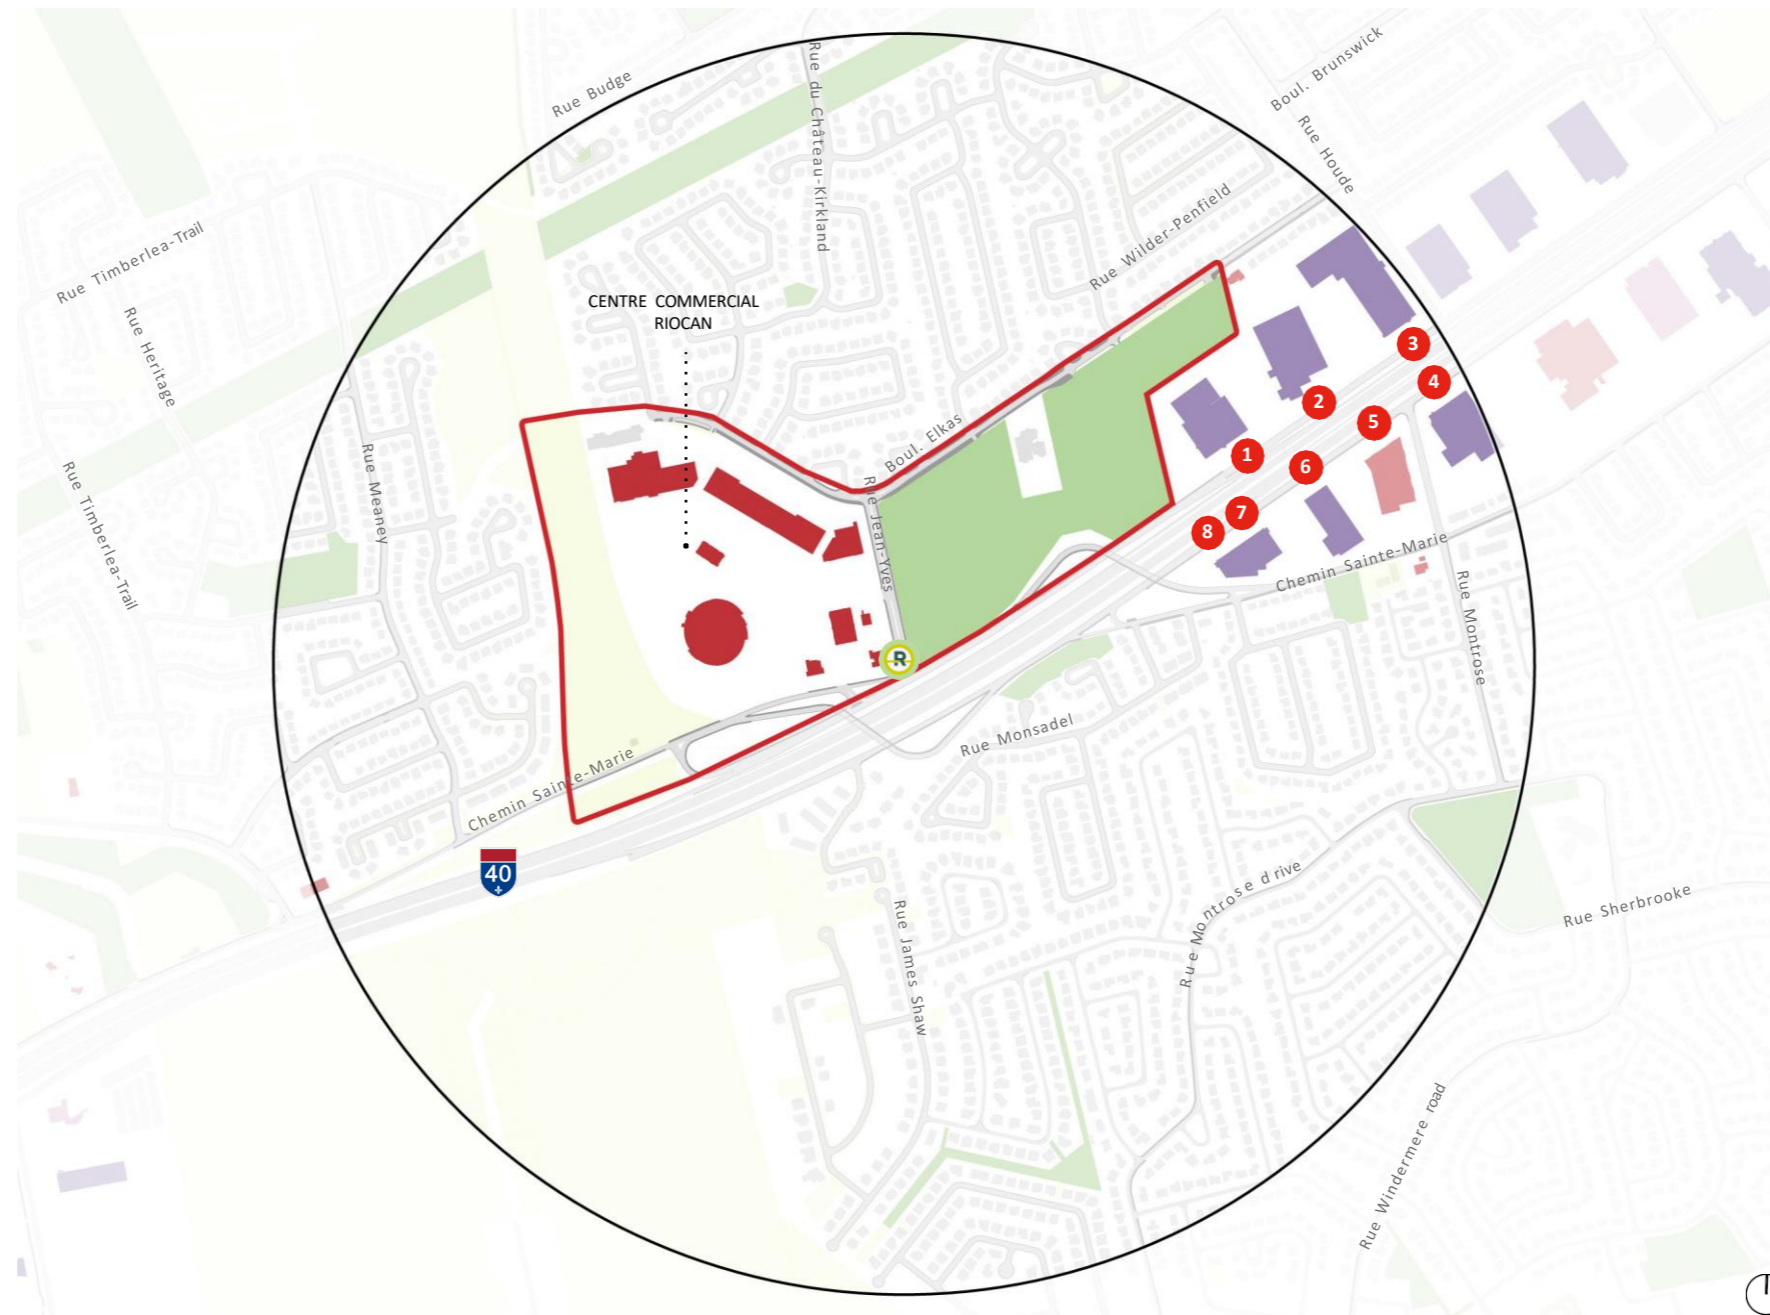 Rue Budge
Rue du Château-Kirkland
Boul. Brunswick
Rue Houde
Rue Wilder-Penfield
Rue Timberlea-Trail
Rue Heritage
CENTRE COMMERCIAL
RIOCAN
3
4
2
5
1
6
7
8
Boul. Elkas
Rue Meaney
Rue Timberlea-Trail
Rue Jean-Yves
Chemin Sainte-Marie
Rue Montrose
R
Rue Monsadel
Chemin Sainte-Marie
40
Rue Montrose drive
Rue Sherbrooke
Rue James Shaw
Rue Windermere road